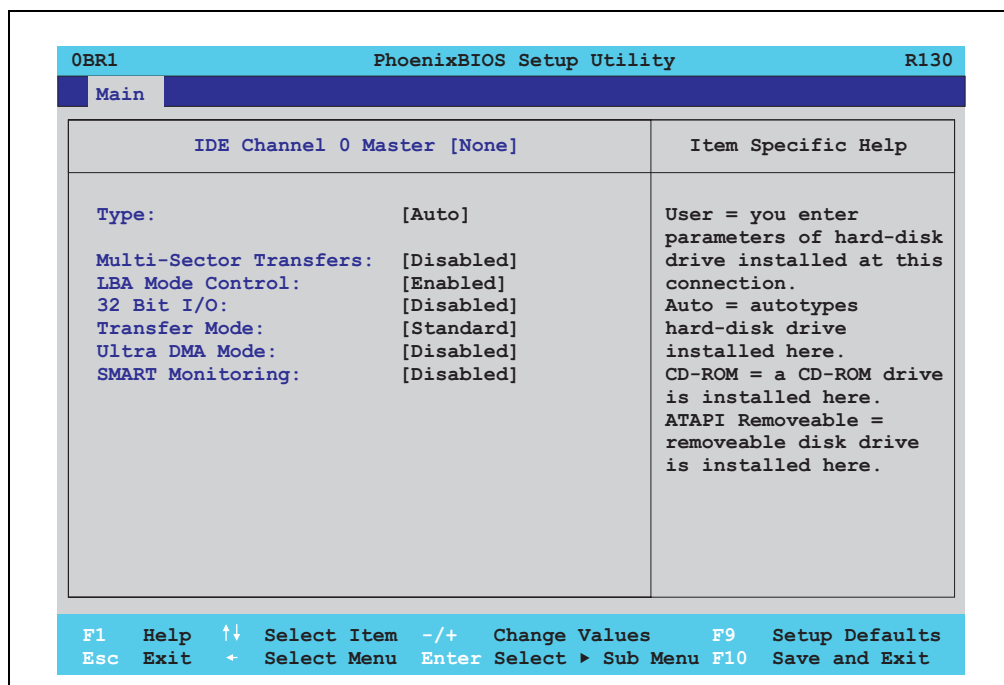 0BR1 PhoenixBIOS Setup Utility R130
Main
IDE Channel 0 Master [None]
Item Specific Help
Type: [Auto]
Multi-Sector Transfers: [Disabled]
LBA Mode Control: [Enabled]
32 Bit I/O: [Disabled]
Transfer Mode: [Standard]
Ultra DMA Mode: [Disabled]
SMART Monitoring: [Disabled]
User = you enter
parameters of hard-disk
drive installed at this
connection.
Auto = autotypes
hard-disk drive
installed here.
CD-ROM = a CD-ROM drive
is installed here.
ATAPI Removeable =
removeable disk drive
is installed here.
F1 Help ↑↓ Select Item -/+ Change Values F9 Setup Defaults
Esc Exit ← Select Menu Enter Select ▶ Sub Menu F10 Save and Exit